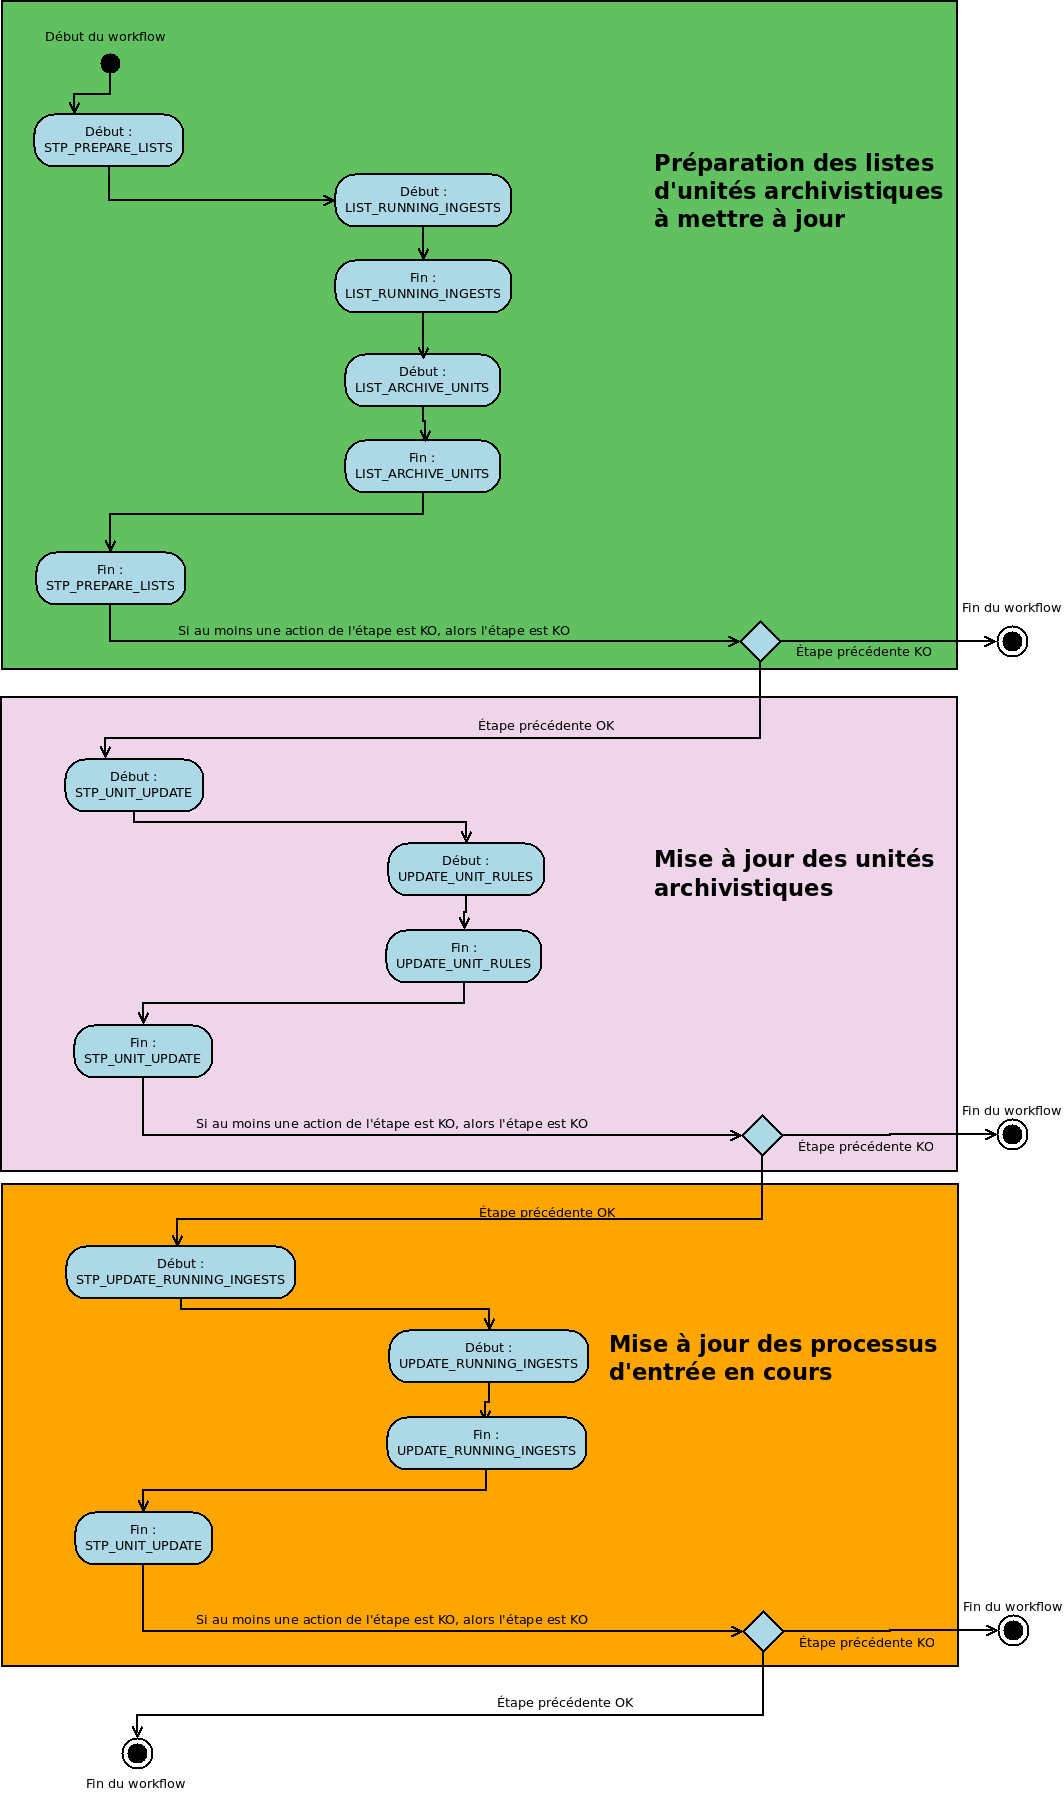 Début du workflow
Début :
STP_PREPARE_LISTS
Préparation des listes
d'unités archivistiques
à mettre à jour
Début :
LIST_RUNNING_INGESTS
Fin :
LIST_RUNNING_INGESTS
Début :
LIST_ARCHIVE_UNITS
Fin :
LIST_ARCHIVE_UNITS
Fin :
STP_PREPARE_LISTS
Fin du workflow
Si au moins une action de l'étape est KO, alors l'étape est KO
Étape précédente KO
Étape précédente OK
Début :
STP_UNIT_UPDATE
Mise à jour des unités
archivistiques
Début :
UPDATE_UNIT_RULES
Fin :
UPDATE_UNIT_RULES
Fin :
STP_UNIT_UPDATE
Fin du workflow
Si au moins une action de l'étape est KO, alors l'étape est KO
Étape précédente KO
Étape précédente OK
Début :
STP_UPDATE_RUNNING_INGESTS
Mise à jour des processus
d'entrée en cours
Début :
UPDATE_RUNNING_INGESTS
Fin :
UPDATE_RUNNING_INGESTS
Fin :
STP_UNIT_UPDATE
Fin du workflow
Si au moins une action de l'étape est KO, alors l'étape est KO
Étape précédente KO
Étape précédente OK
Fin du workflow